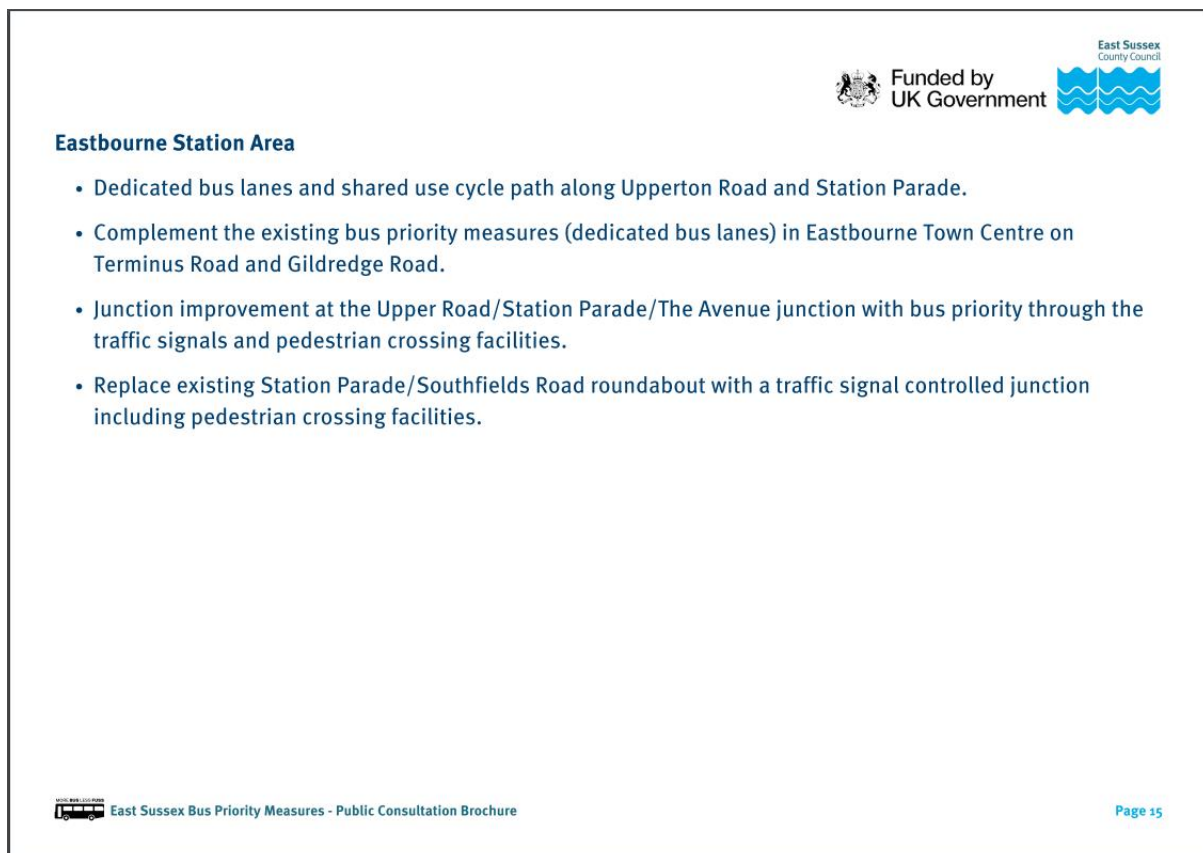 East Sussex
County Council
Funded by
UK Government
Eastbourne Station Area
• Dedicated bus lanes and shared use cycle path along Upperton Road and Station Parade.
• Complement the existing bus priority measures (dedicated bus lanes) in Eastbourne Town Centre on
Terminus Road and Gildredge Road.
• Junction improvement at the Upper Road/Station Parade/The Avenue junction with bus priority through the
traffic signals and pedestrian crossing facilities.
• Replace existing Station Parade/Southfields Road roundabout with a traffic signal controlled junction
including pedestrian crossing facilities.
MORE BUS LESS FUSS
East Sussex Bus Priority Measures - Public Consultation Brochure
Page 15